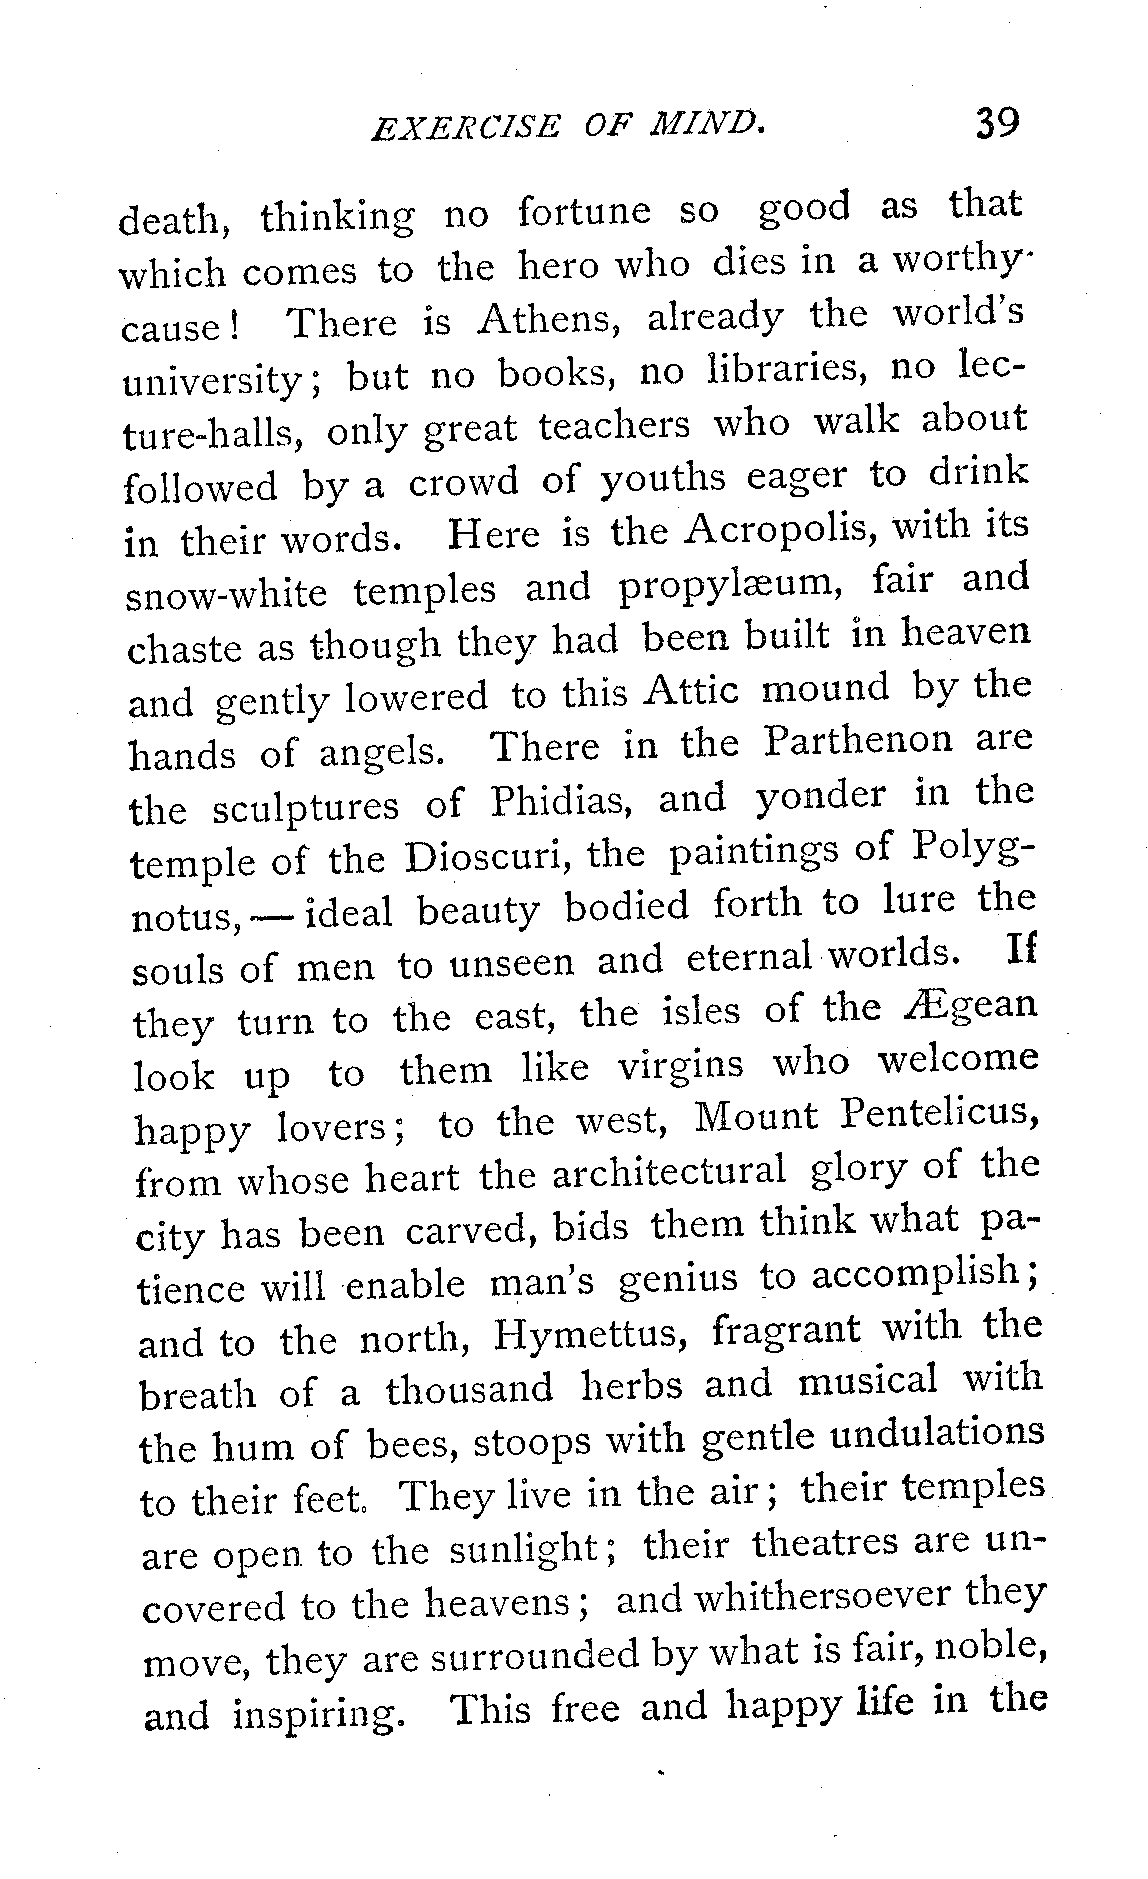 EXERCISE OF MIND. 39
death, thinking no fortune so good as that
which comes to the hero who dies in a worthy
cause! There is Athens, already the world's
university; but no books, no libraries, no lec-
ture-halls, only great teachers who walk about
followed by a crowd of youths eager to drink
in their words. Here is the Acropolis, with its
snow-white temples and propylæum, fair and
chaste as though they had been built in heaven
and gently lowered to this Attic mound by the
hands of angels. There in the Parthenon are
the sculptures of Phidias, and yonder in the
temple of the Dioscuri, the paintings of Polyg-
notus,—ideal beauty bodied forth to lure the
souls of men to unseen and eternal worlds. If
they turn to the east, the isles of the Ægean
look up to them like virgins who welcome
happy lovers; to the west, Mount Pentelicus,
from whose heart the architectural glory of the
city has been carved, bids them think what pa-
tience will enable man's genius to accomplish;
and to the north, Hymettus, fragrant with the
breath of a thousand herbs and musical with
the hum of bees, stoops with gentle undulations
to their feet. They live in the air; their temples
are open to the sunlight; their theatres are un-
covered to the heavens; and whithersoever they
move, they are surrounded by what is fair, noble,
and inspiring. This free and happy life in the